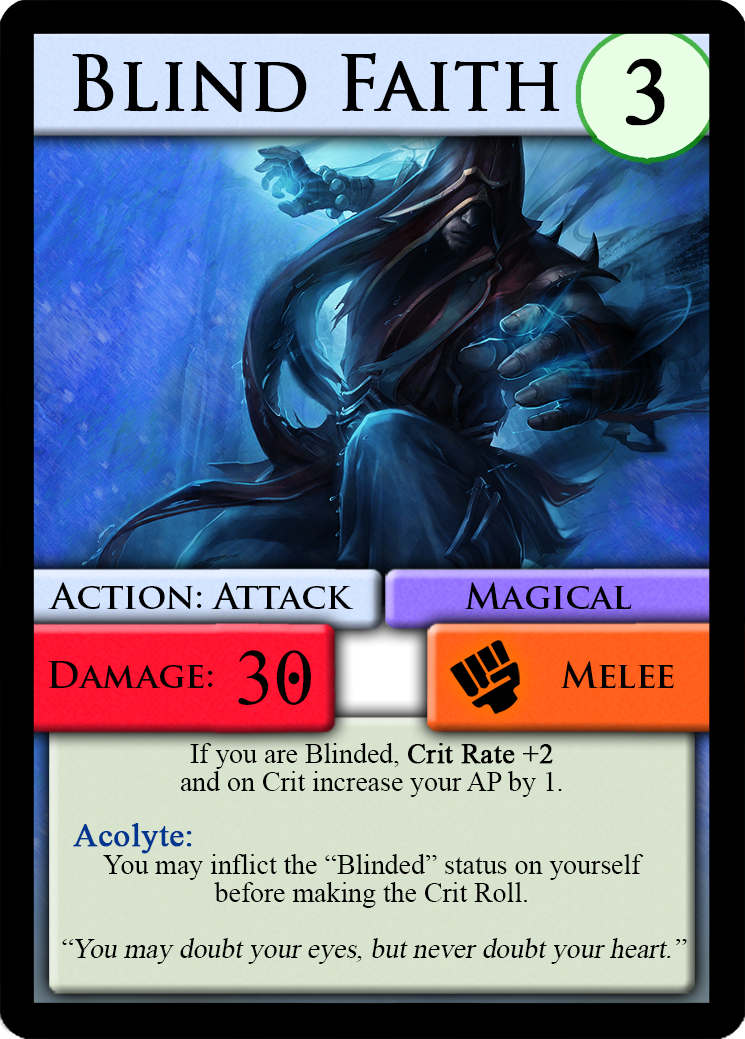 Blind Faith 3
Action: Attack Magical
Damage: 30 Melee
If you are Blinded, Crit Rate +2
and on Crit increase your AP by 1.
Acolyte:
You may inflict the “Blinded” status on yourself
before making the Crit Roll.
“You may doubt your eyes, but never doubt your heart.”